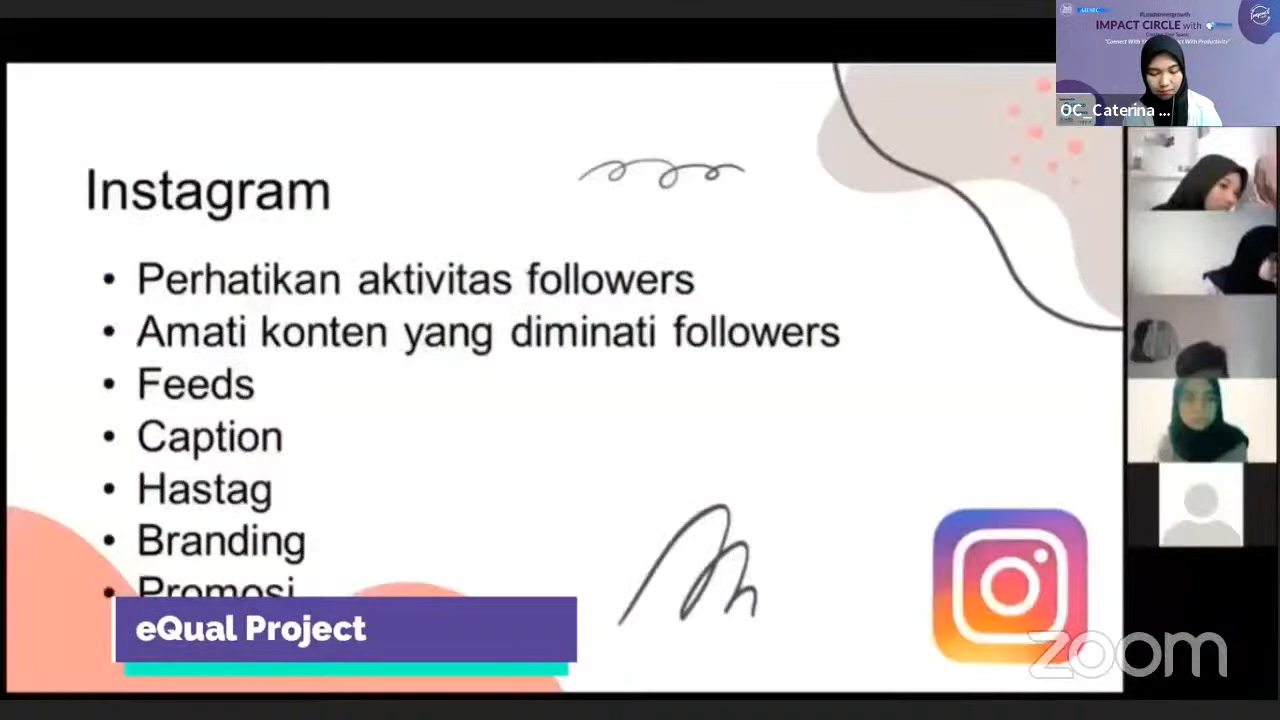 Instagram
• Perhatikan aktivitas followers
• Amati konten yang diminati followers
• Feeds
• Caption
• Hastag
• Branding
• Promosi
eQual Project
zoom
IMPACT CIRCLE with
OC_Caterina ...